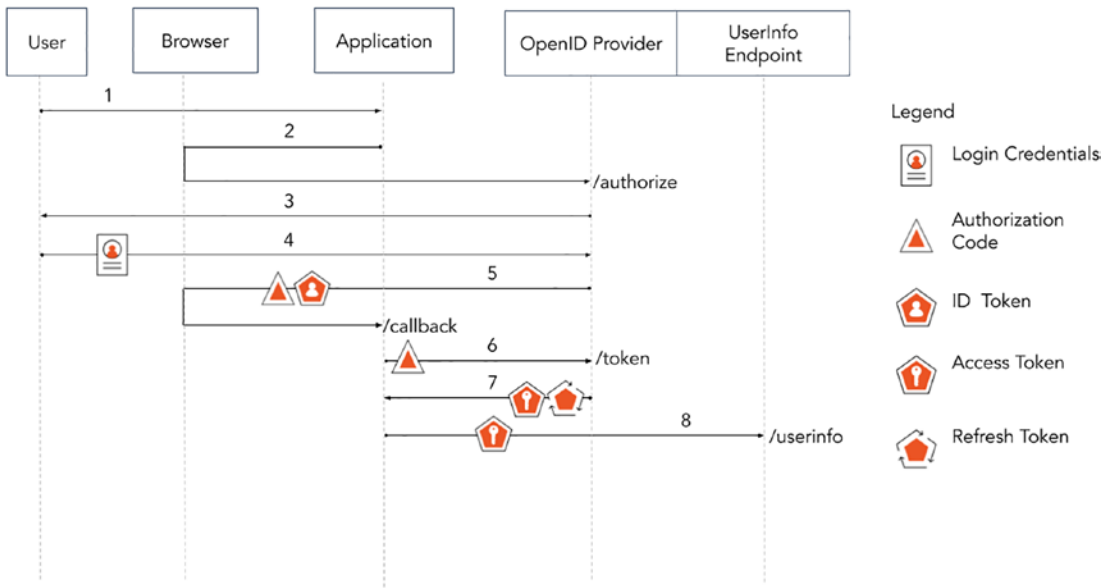 User
Browser
Application
OpenID Provider
UserInfo
Endpoint
1
2
/authorize
3
4
5
/callback
6
/token
7
8
/userinfo
Legend
Login Credentials
Authorization
Code
ID Token
Access Token
Refresh Token